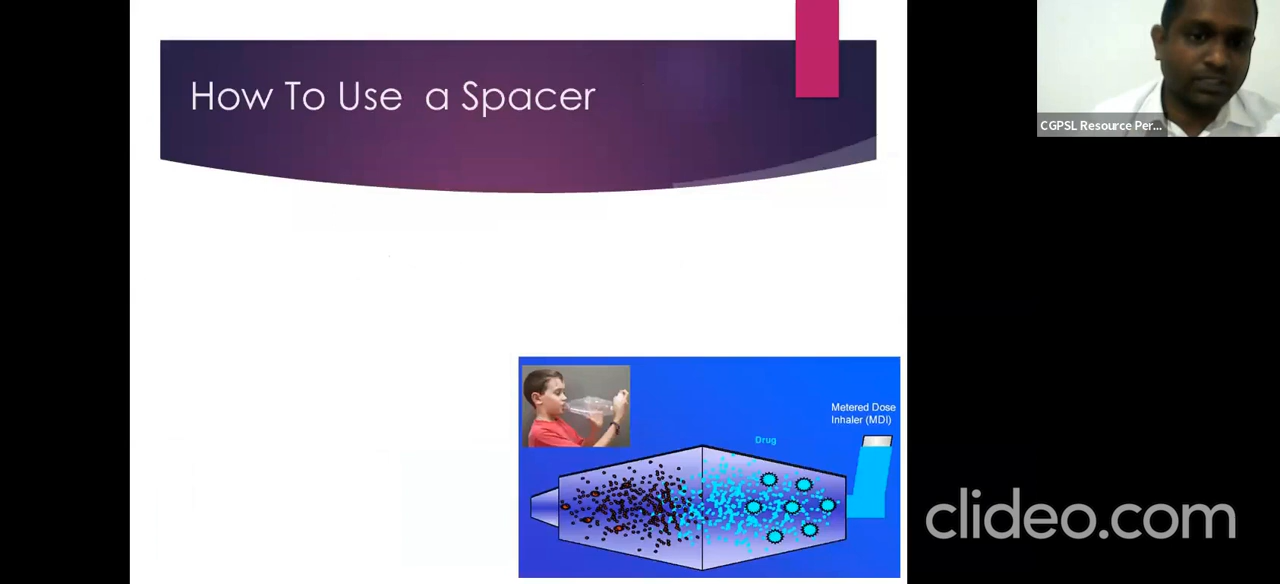 How To Use a Spacer
CGPSL Resource Per...
Metered Dose
Inhaler (MDI)
Drug
clideo.com